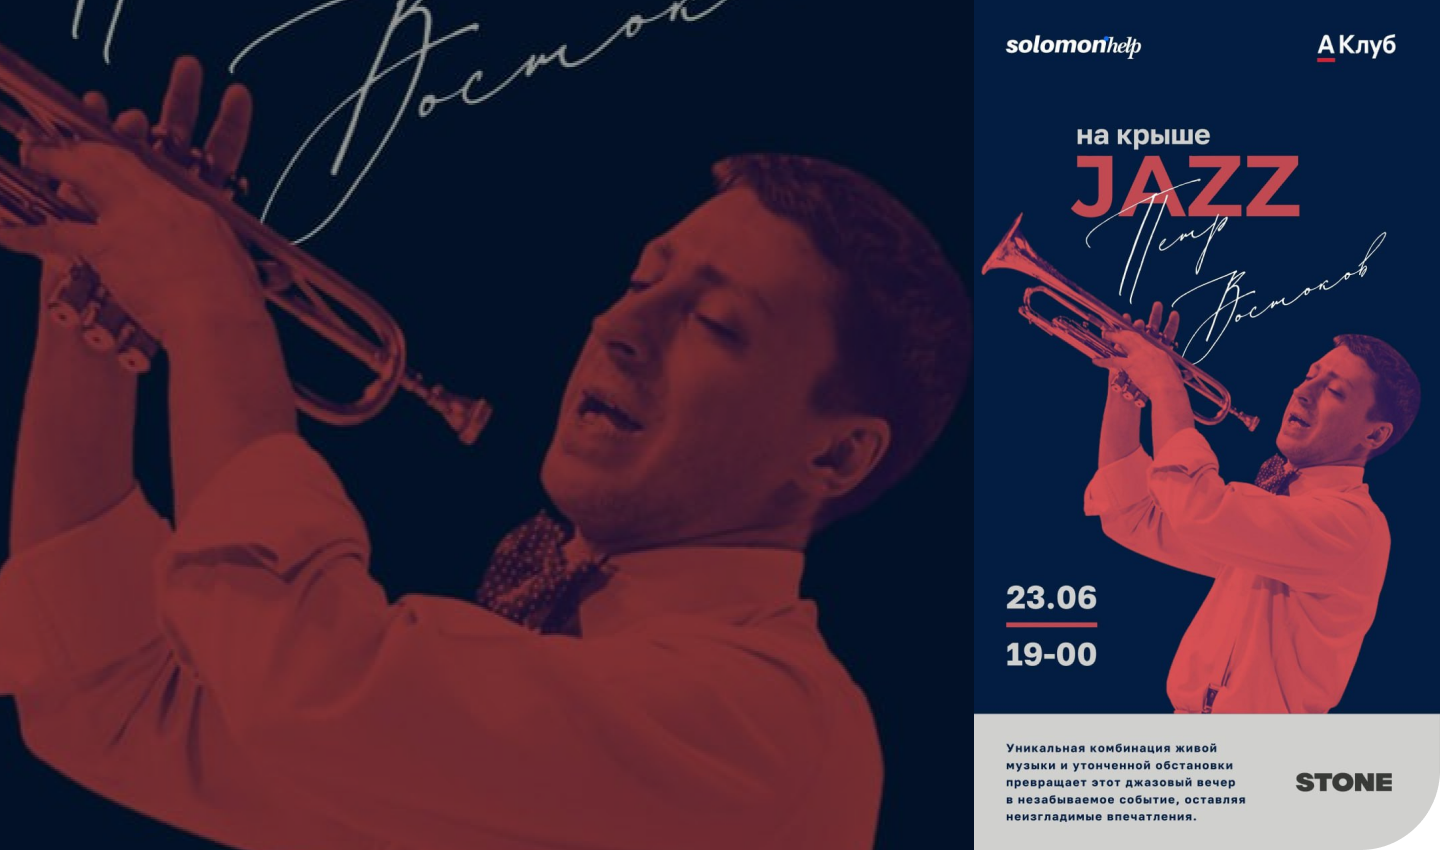 Восток
solomonhelp
А Клуб
на крыше
JAZZ
Петр
Востоков
23.06
19-00
Уникальная комбинация живой
музыки и утонченной обстановки
превращает этот джазовый вечер
в незабываемое событие, оставляя
неизгладимые впечатления.
STONE